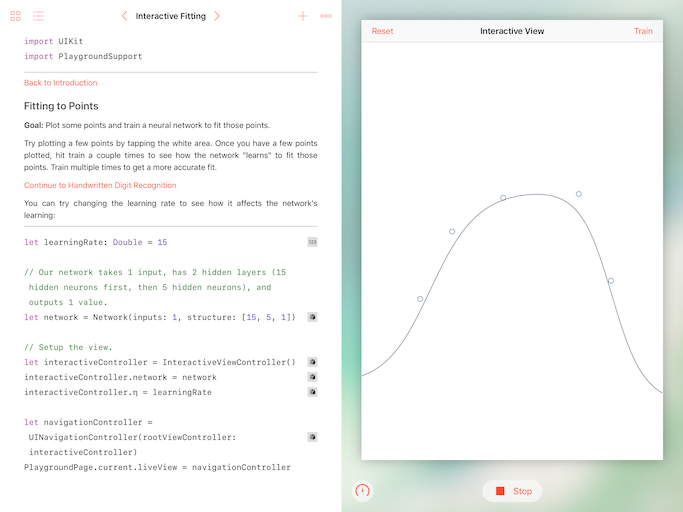 Interactive Fitting
import UIKit
import PlaygroundSupport
Back to Introduction
Fitting to Points
Goal: Plot some points and train a neural network to fit those points.
Try plotting a few points by tapping the white area. Once you have a few points
plotted, hit train a couple times to see how the network "learns" to fit those
points. Train multiple times to get a more accurate fit.
Continue to Handwritten Digit Recognition
You can try changing the learning rate to see how it affects the network's
learning:
let learningRate: Double = 15
123
// Our network takes 1 input, has 2 hidden layers (15
hidden neurons first, then 5 hidden neurons), and
outputs 1 value.
let network = Network(inputs: 1, structure: [15, 5, 1])
// Setup the view.
let interactiveController = InteractiveViewController()
interactiveController.network = network
interactiveController.η = learningRate
let navigationController =
UINavigationController(rootViewController:
interactiveController)
PlaygroundPage.current.liveView = navigationController
Reset
Interactive View
Train
Stop